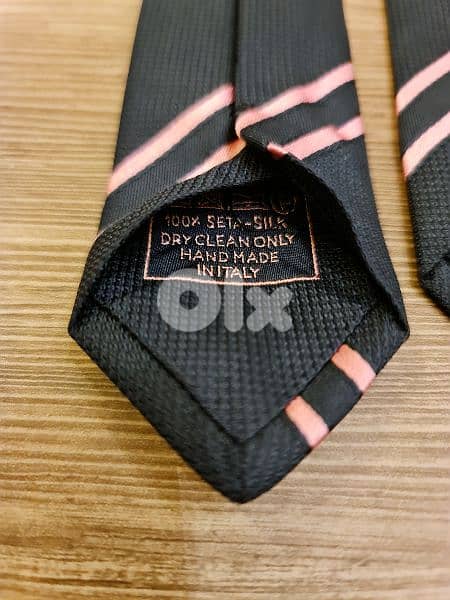 100% SETA-SILK
DRY CLEAN ONLY
HAND MADE
IN ITALY
Olx